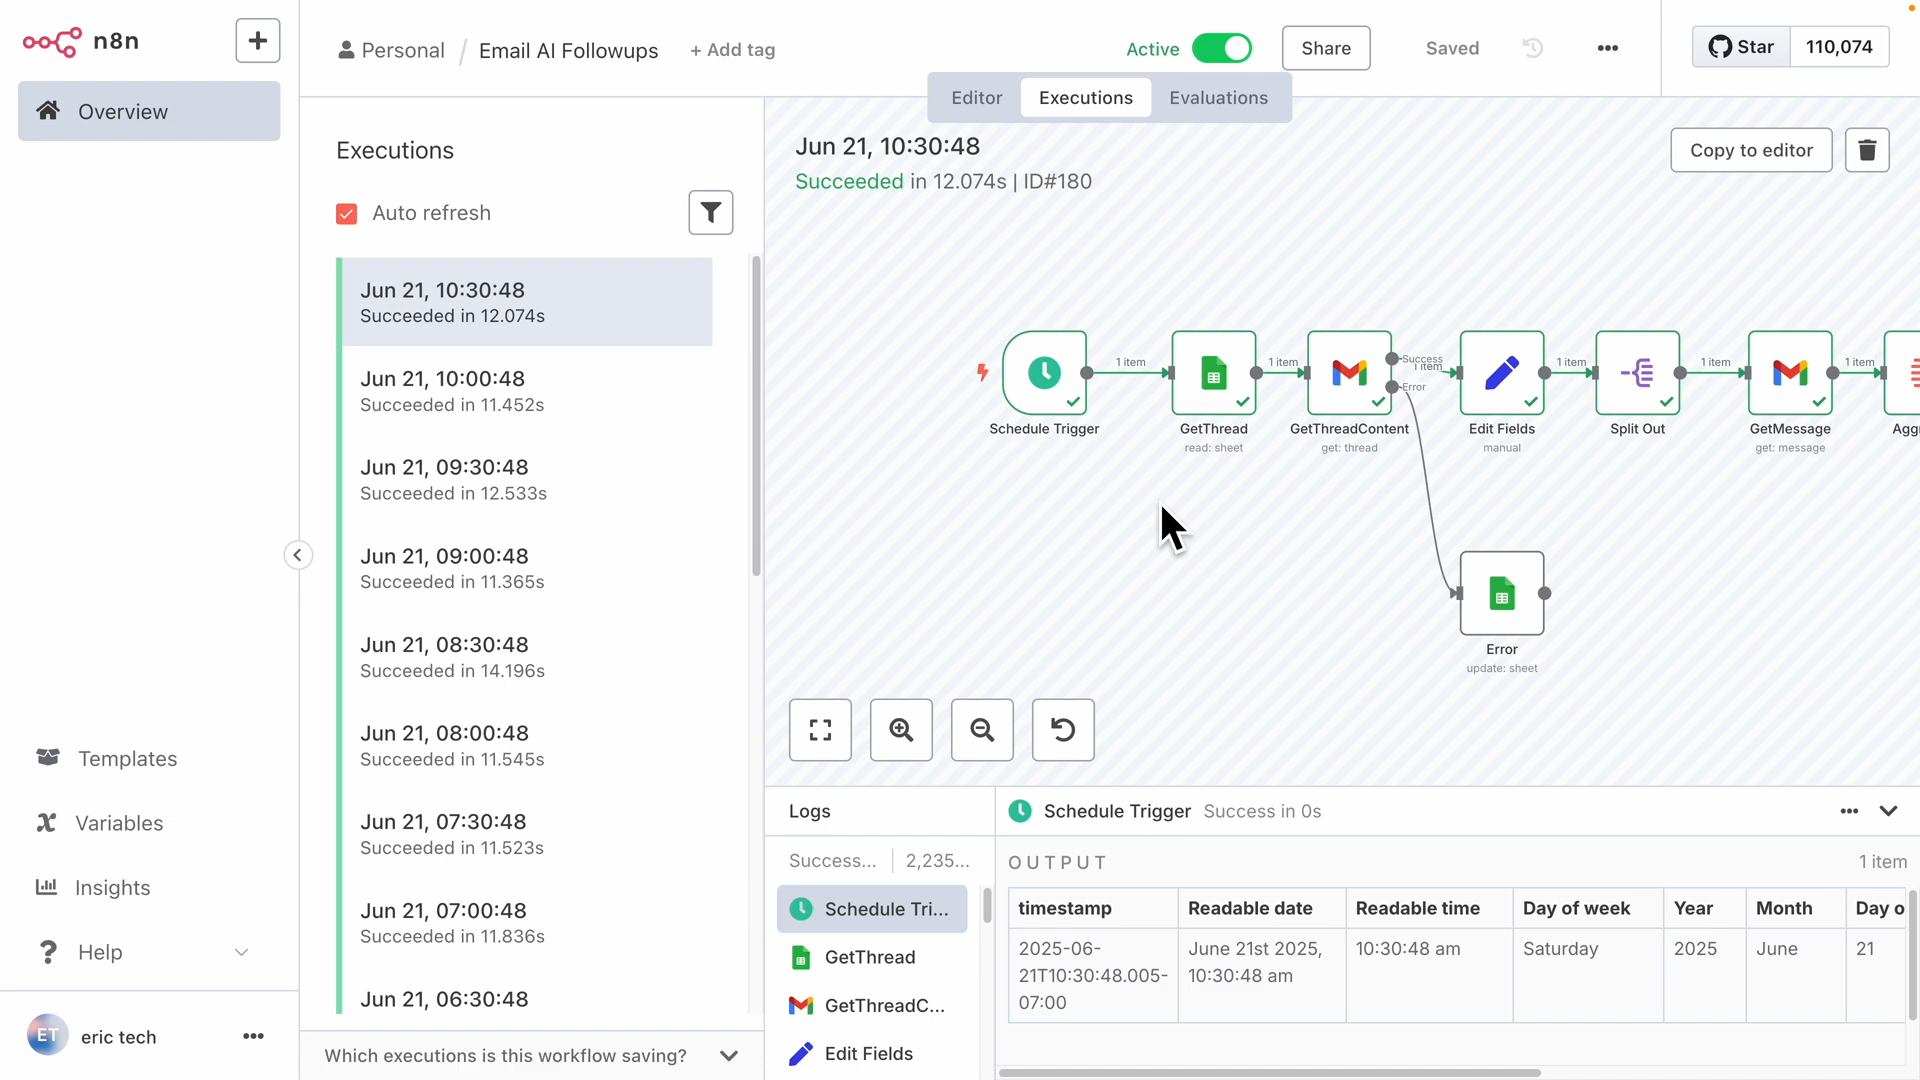 n8n
Overview
Templates
Variables
Insights
Help
ET
eric tech
Personal / Email AI Followups + Add tag
Active
Share
Saved
Star 110,074
Editor
Executions
Evaluations
Executions
Auto refresh
Jun 21, 10:30:48
Succeeded in 12.074s
Jun 21, 10:00:48
Succeeded in 11.452s
Jun 21, 09:30:48
Succeeded in 12.533s
Jun 21, 09:00:48
Succeeded in 11.365s
Jun 21, 08:30:48
Succeeded in 14.196s
Jun 21, 08:00:48
Succeeded in 11.545s
Jun 21, 07:30:48
Succeeded in 11.523s
Jun 21, 07:00:48
Succeeded in 11.836s
Jun 21, 06:30:48
Which executions is this workflow saving?
Jun 21, 10:30:48
Succeeded in 12.074s | ID#180
Copy to editor
1 item
1 item
Success
1 item
Error
1 item
1 item
1 item
Schedule Trigger
GetThread
read: sheet
GetThreadContent
get: thread
Edit Fields
manual
Split Out
GetMessage
get: message
Aggr
Error
update: sheet
Logs
Success... 2,235...
Schedule Tri...
GetThread
GetThreadC...
Edit Fields
Schedule Trigger Success in 0s
OUTPUT
1 item
timestamp Readable date Readable time Day of week Year Month Day o
2025-06-21T10:30:48.005-07:00 June 21st 2025, 10:30:48 am 10:30:48 am Saturday 2025 June 21